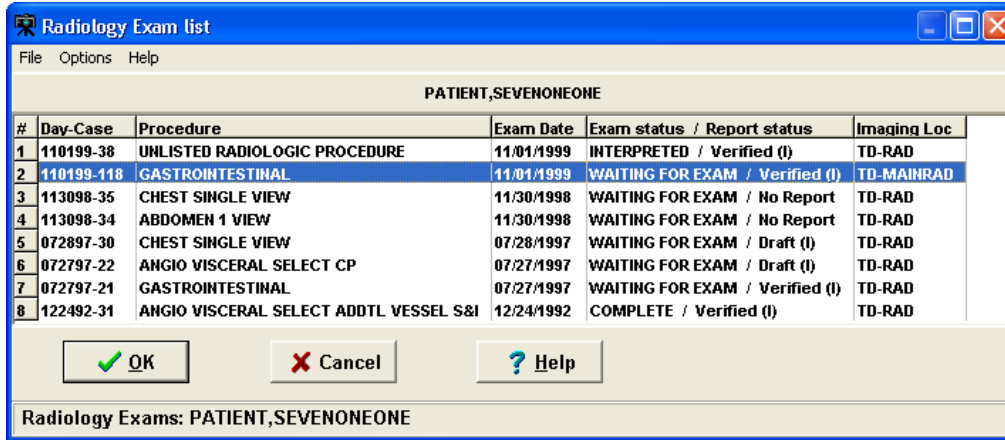 Radiology Exam list
File Options Help
PATIENT,SEVENONEONE
# Day-Case Procedure Exam Date Exam status / Report status Imaging Loc
1 110199-38 UNLISTED RADIOLOGIC PROCEDURE 11/01/1999 INTERPRETED / Verified (I) TD-RAD
2 110199-118 GASTROINTESTINAL 11/01/1999 WAITING FOR EXAM / Verified (I) TD-MAINRAD
3 113098-35 CHEST SINGLE VIEW 11/30/1998 WAITING FOR EXAM / No Report TD-RAD
4 113098-34 ABDOMEN 1 VIEW 11/30/1998 WAITING FOR EXAM / No Report TD-RAD
5 072897-30 CHEST SINGLE VIEW 07/28/1997 WAITING FOR EXAM / Draft (I) TD-RAD
6 072797-22 ANGIO VISCERAL SELECT CP 07/27/1997 WAITING FOR EXAM / Draft (I) TD-RAD
7 072797-21 GASTROINTESTINAL 07/27/1997 WAITING FOR EXAM / Verified (I) TD-RAD
8 122492-31 ANGIO VISCERAL SELECT ADDTL VESSEL S&I 12/24/1992 COMPLETE / Verified (I) TD-RAD
OK Cancel Help
Radiology Exams: PATIENT,SEVENONEONE